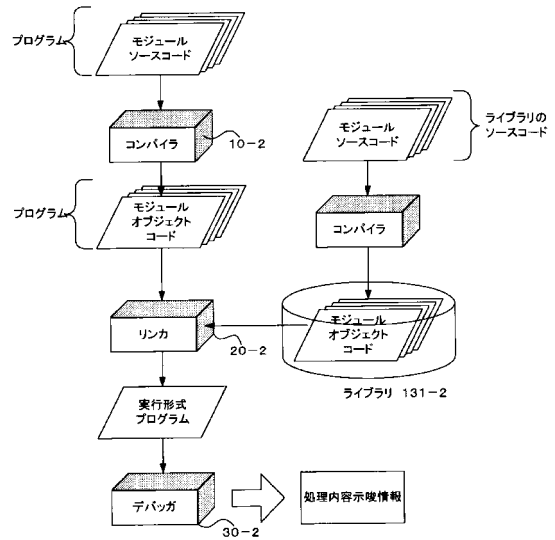 プログラム
モジュール
ソースコード
コンパイラ
10-2
プログラム
モジュール
オブジェクト
コード
リンカ
20-2
実行形式
プログラム
デバッガ
30-2
処理内容示唆情報
モジュール
ソースコード
ライブラリの
ソースコード
コンパイラ
モジュール
オブジェクト
コード
ライブラリ 131-2